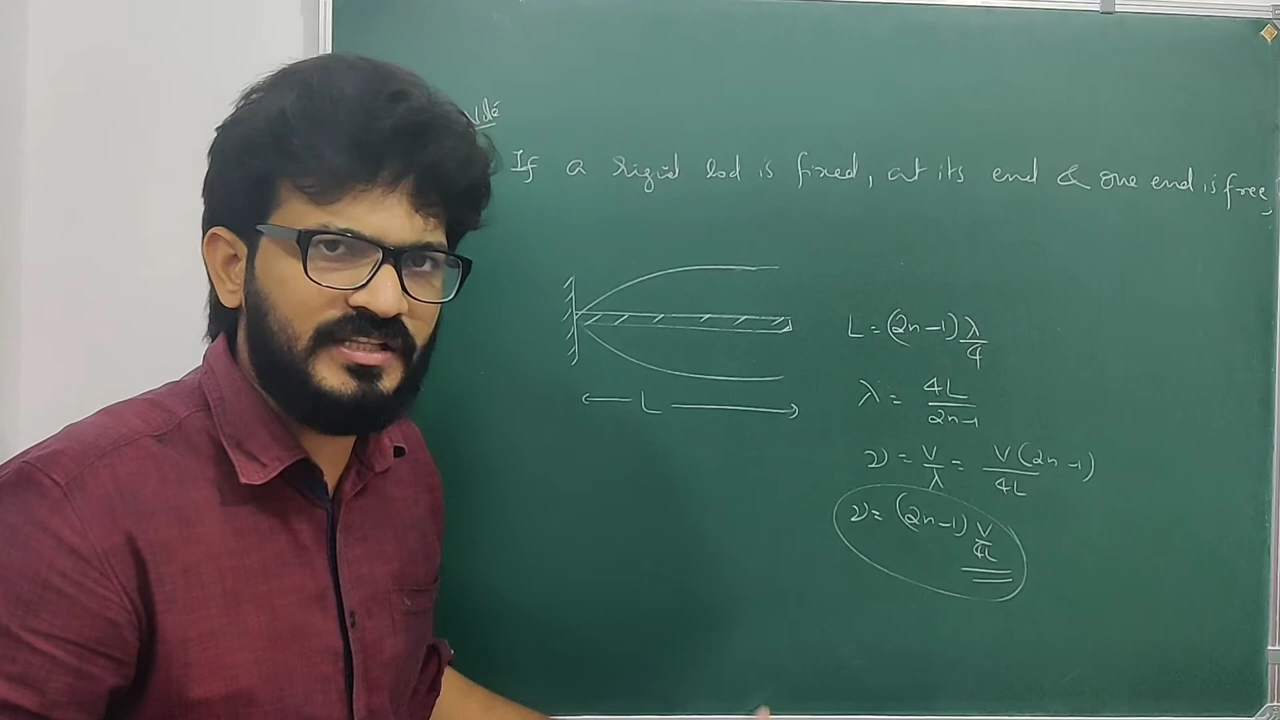 If a rigid rod is fixed, at its end & one end is free,
L = (2n-1) λ/4
λ = 4L/2n-1
ν = V/λ = V(2n-1)/4L
ν = (2n-1) V/4L
L